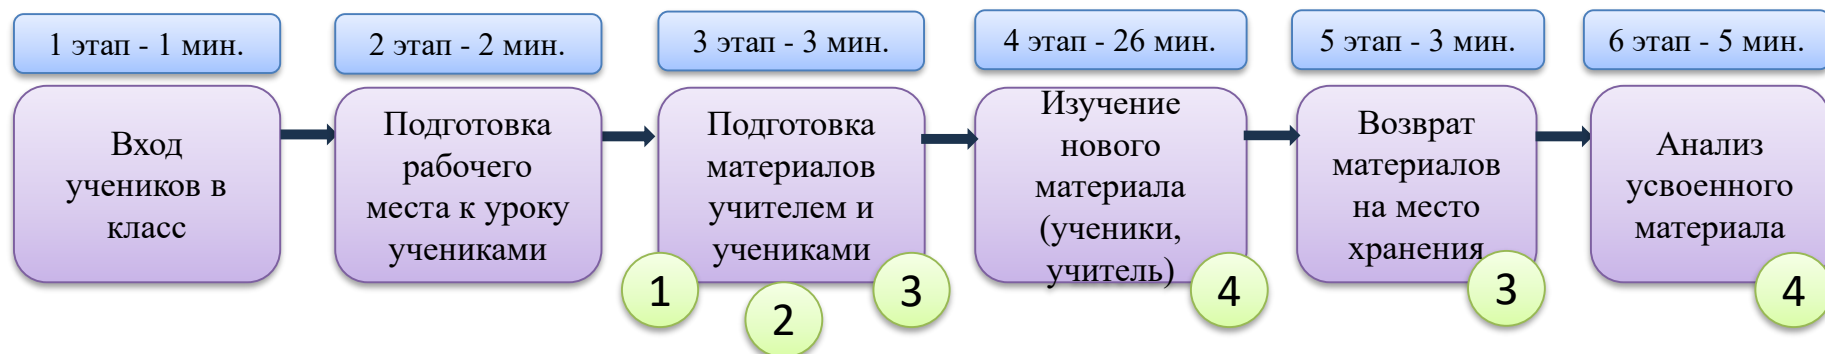 1 этап - 1 мин.
2 этап - 2 мин.
3 этап - 3 мин.
4 этап - 26 мин.
5 этап - 3 мин.
6 этап - 5 мин.
Вход
учеников в
класс
Подготовка
рабочего
места к уроку
учениками
Подготовка
материалов
учителем и
учениками
Изучение
нового
материала
(ученики,
учитель)
Возврат
материалов
на место
хранения
Анализ
усвоенного
материала
1
2
3
4
3
4